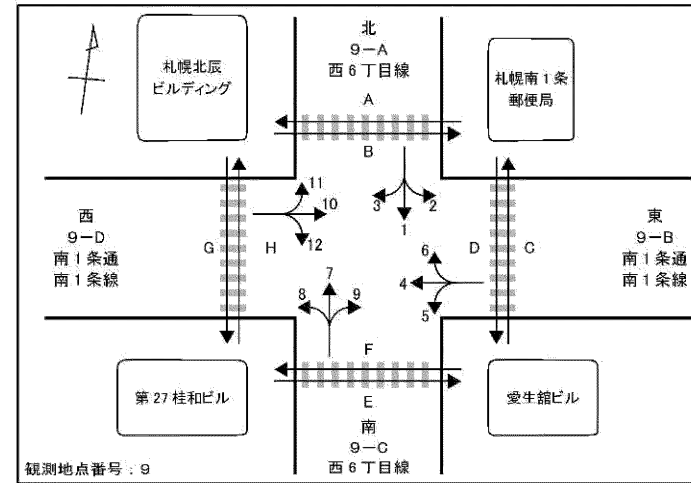 北
9-A
西6丁目線
札幌北辰
ビルディング
札幌南1条
郵便局
A
B
11
10
12
3
2
1
西
9-D
南1条通
南1条線
G
H
D
C
6
4
5
東
9-B
南1条通
南1条線
7
8
9
F
E
第27桂和ビル
愛生舘ビル
南
9-C
西6丁目線
観測地点番号:9